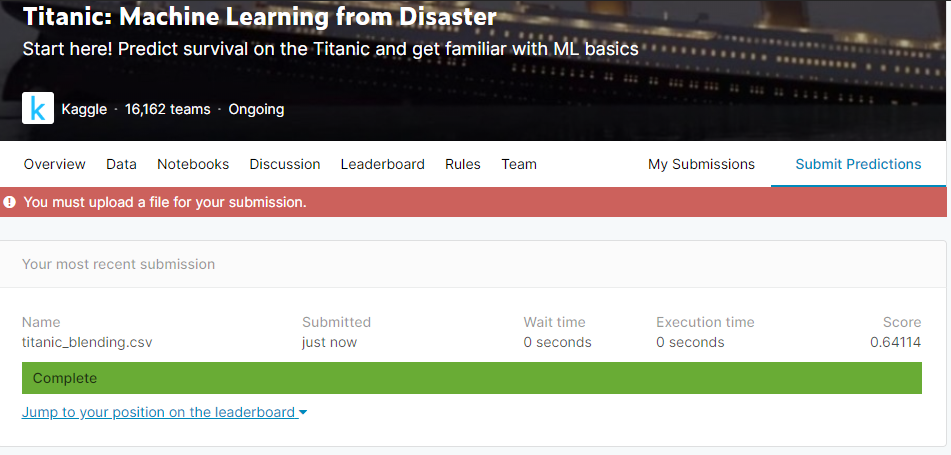 Titanic: Machine Learning from Disaster
Start here! Predict survival on the Titanic and get familiar with ML basics
k Kaggle · 16,162 teams · Ongoing
Overview Data Notebooks Discussion Leaderboard Rules Team My Submissions Submit Predictions
You must upload a file for your submission.
Your most recent submission
Name Submitted Wait time Execution time Score
titanic_blending.csv just now 0 seconds 0 seconds 0.64114
Complete
Jump to your position on the leaderboard